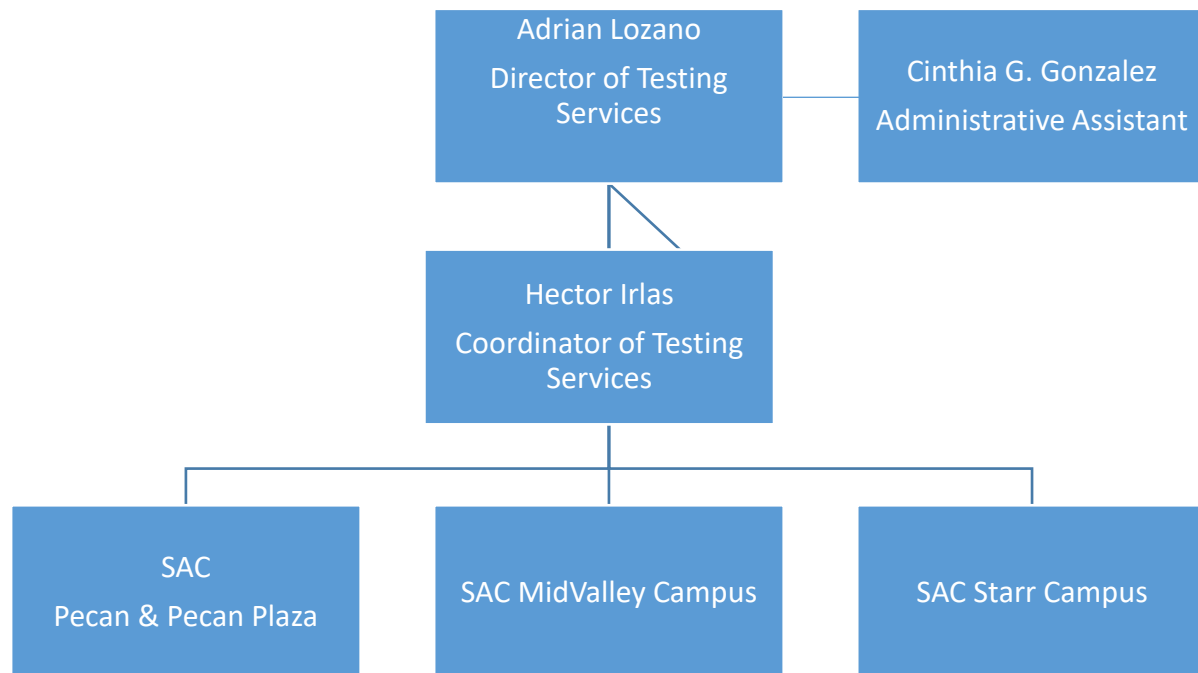 Adrian Lozano
Director of Testing
Services
Cinthia G. Gonzalez
Administrative Assistant
Hector Irlas
Coordinator of Testing
Services
SAC
Pecan & Pecan Plaza
SAC MidValley Campus
SAC Starr Campus